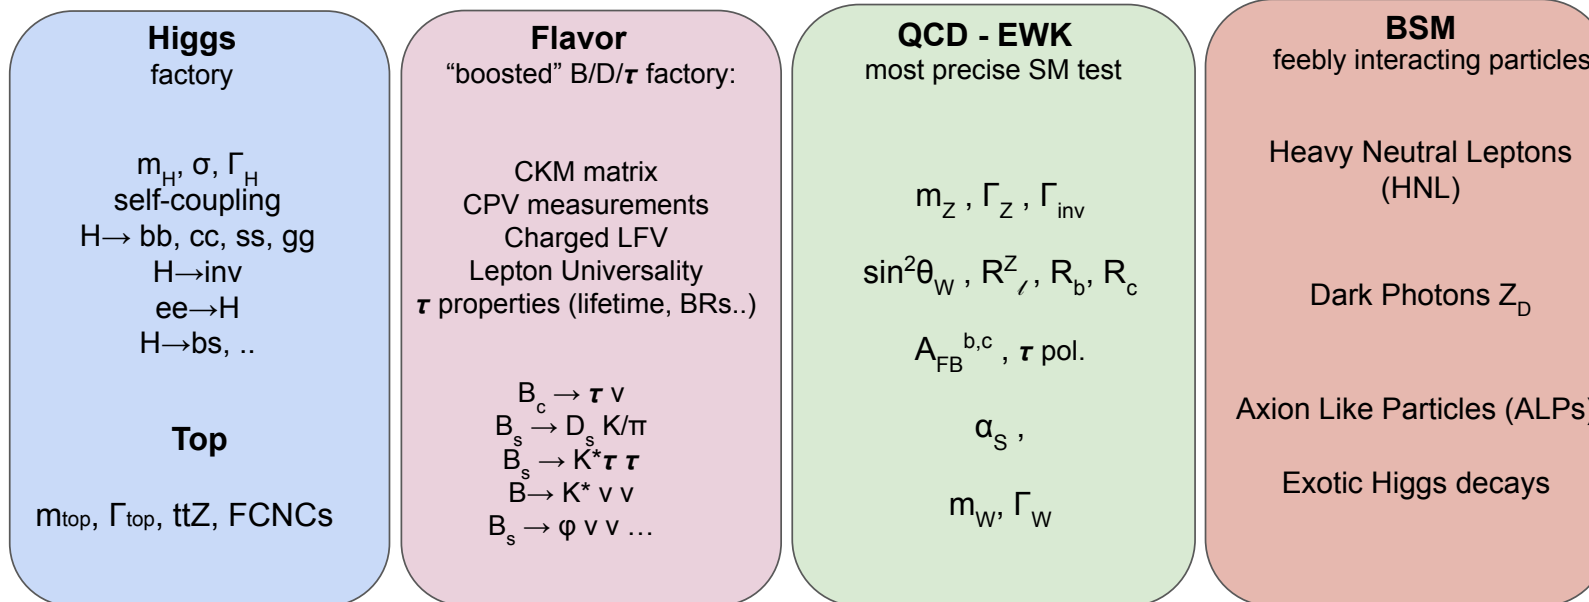 Higgs
factory
m_H, σ, Γ_H
self-coupling
H→ bb, cc, ss, gg
H→inv
ee→H
H→bs, ..
Top
mtop, Γtop, ttZ, FCNCs
Flavor
“boosted” B/D/τ factory:
CKM matrix
CPV measurements
Charged LFV
Lepton Universality
τ properties (lifetime, BRs..)
B_c → τ ν
B_s → D_s K/π
B_s → K*τ τ
B→ K* ν ν
B_s → φ ν ν …
QCD - EWK
most precise SM test
m_Z , Γ_Z , Γ_inv
sin²θ_W , R^Z_ℓ, R_b, R_c
A_FB^b,c , τ pol.
α_S ,
m_W, Γ_W
BSM
feebly interacting particles
Heavy Neutral Leptons
(HNL)
Dark Photons Z_D
Axion Like Particles (ALPs)
Exotic Higgs decays